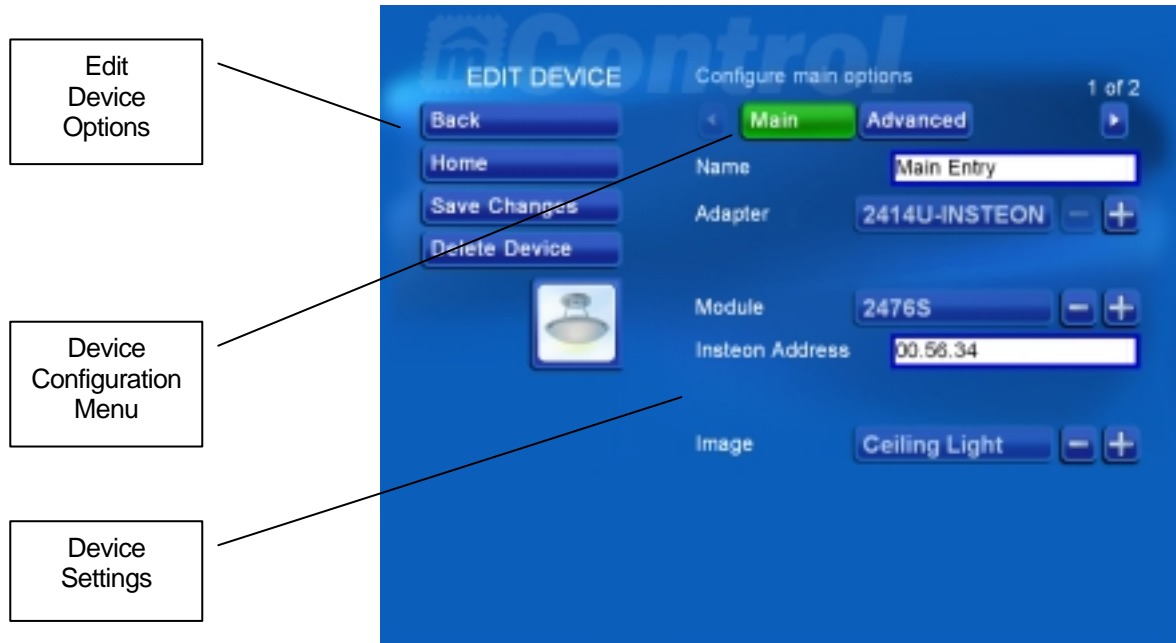 Edit
Device
Options
Device
Configuration
Menu
Device
Settings
mControl
EDIT DEVICE
Back
Home
Save Changes
Delete Device
Configure main options
1 of 2
Main
Advanced
Name
Main Entry
Adapter
2414U-INSTEON
Module
2476S
Insteon Address
00.56.34
Image
Ceiling Light